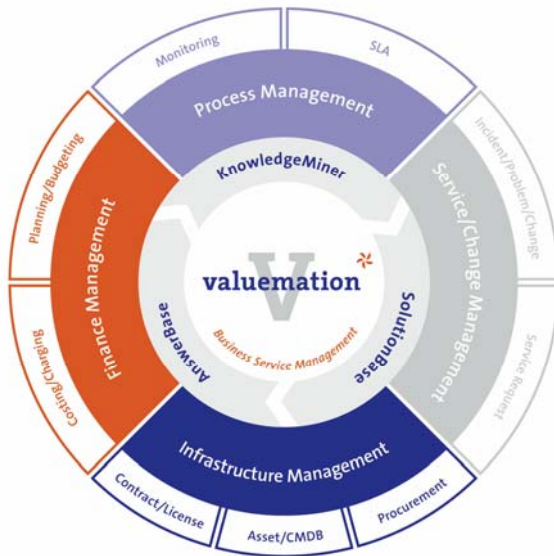 Monitoring
SLA
Process Management
Planning/Budgeting
Costing/Charging
Finance Management
Incident/Problem/Change
Service Request
Service/Change Management
KnowledgeMiner
AnswerBase
SolutionBase
V
valuemation
Business Service Management
Infrastructure Management
Contract/License
Asset/CMDB
Procurement